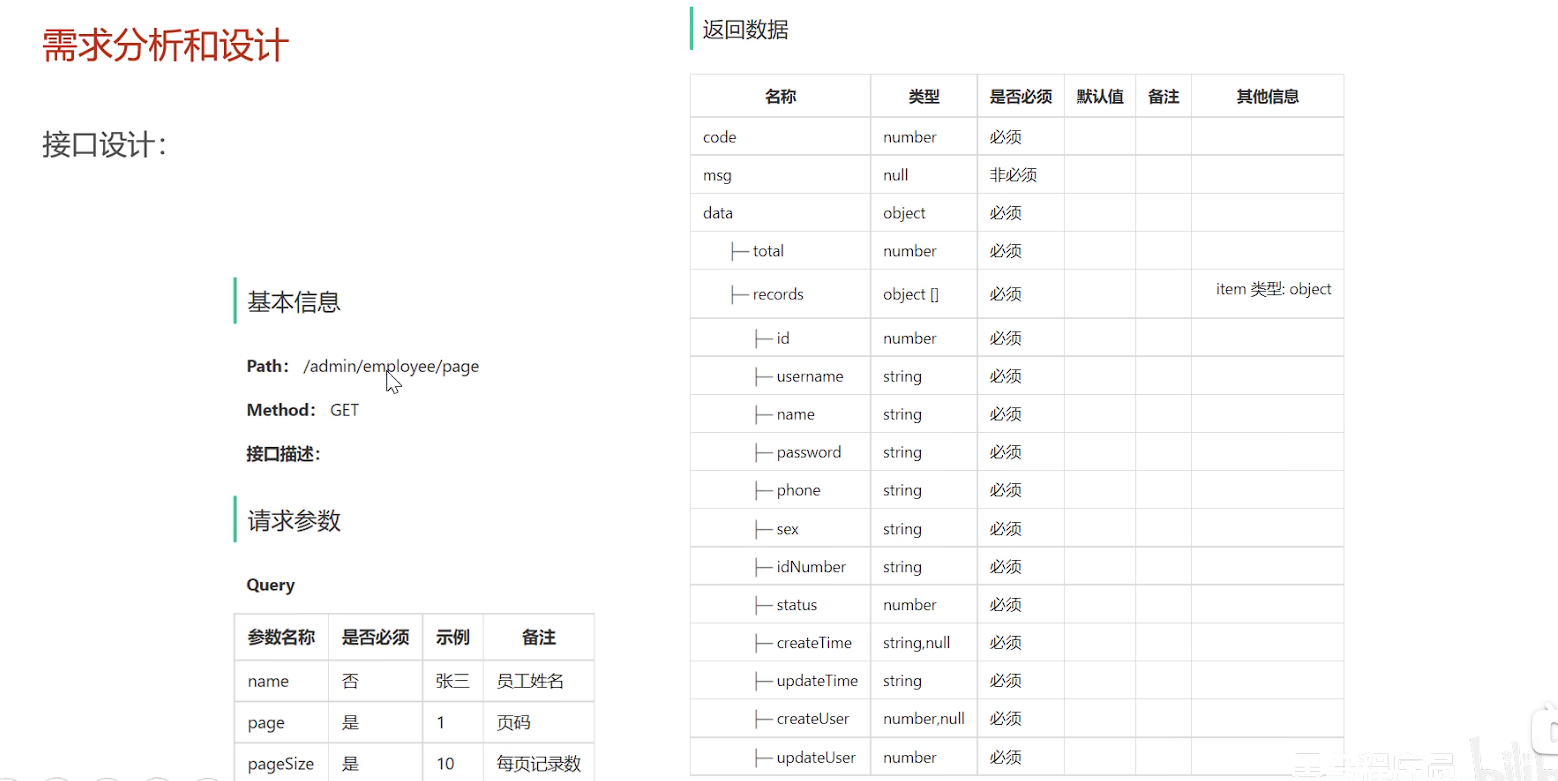 需求分析和设计
接口设计：
基本信息
Path： /admin/employee/page
Method： GET
接口描述：
请求参数
Query
参数名称 是否必须 示例 备注
name 否 张三 员工姓名
page 是 1 页码
pageSize 是 10 每页记录数
返回数据
名称 类型 是否必须 默认值 备注 其他信息
code number 必须
msg null 非必须
data object 必须
├─ total number 必须
├─ records object [] 必须 item 类型: object
├─ id number 必须
├─ username string 必须
├─ name string 必须
├─ password string 必须
├─ phone string 必须
├─ sex string 必须
├─ idNumber string 必须
├─ status number 必须
├─ createTime string,null 必须
├─ updateTime string 必须
├─ createUser number,null 必须
├─ updateUser number 必须